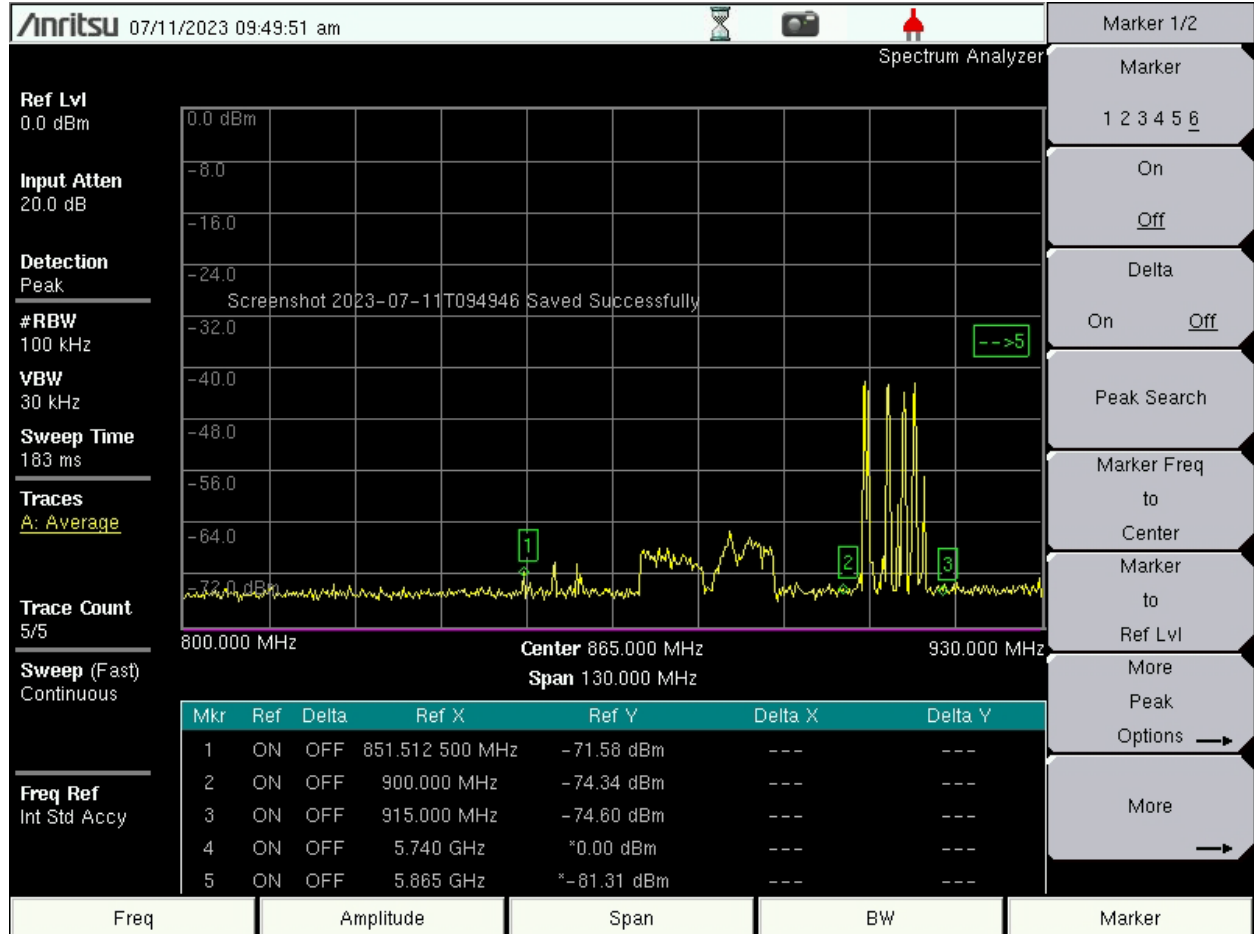 /Inritsu 07/11/2023 09:49:51 am
Spectrum Analyzer
Ref Lvl
0.0 dBm
Input Atten
20.0 dB
Detection
Peak
#RBW
100 kHz
VBW
30 kHz
Sweep Time
183 ms
Traces
A: Average
Trace Count
5/5
Sweep (Fast)
Continuous
Freq Ref
Int Std Accy
0.0 dBm
-8.0
-16.0
-24.0
Screenshot 2023-07-11T094946 Saved Successfully
-32.0
-->5
-40.0
-48.0
-56.0
-64.0
1
2
3
-72.0 dBm
800.000 MHz
Center 865.000 MHz
930.000 MHz
Span 130.000 MHz
Mkr Ref Delta Ref X Ref Y Delta X Delta Y
1 ON OFF 851.512 500 MHz -71.58 dBm --- ---
2 ON OFF 900.000 MHz -74.34 dBm --- ---
3 ON OFF 915.000 MHz -74.60 dBm --- ---
4 ON OFF 5.740 GHz *0.00 dBm --- ---
5 ON OFF 5.865 GHz *-81.31 dBm --- ---
Marker 1/2
Marker
1 2 3 4 5 6
On
Off
Delta
On Off
Peak Search
Marker Freq
to
Center
Marker
to
Ref Lvl
More
Peak
Options
More
Freq
Amplitude
Span
BW
Marker